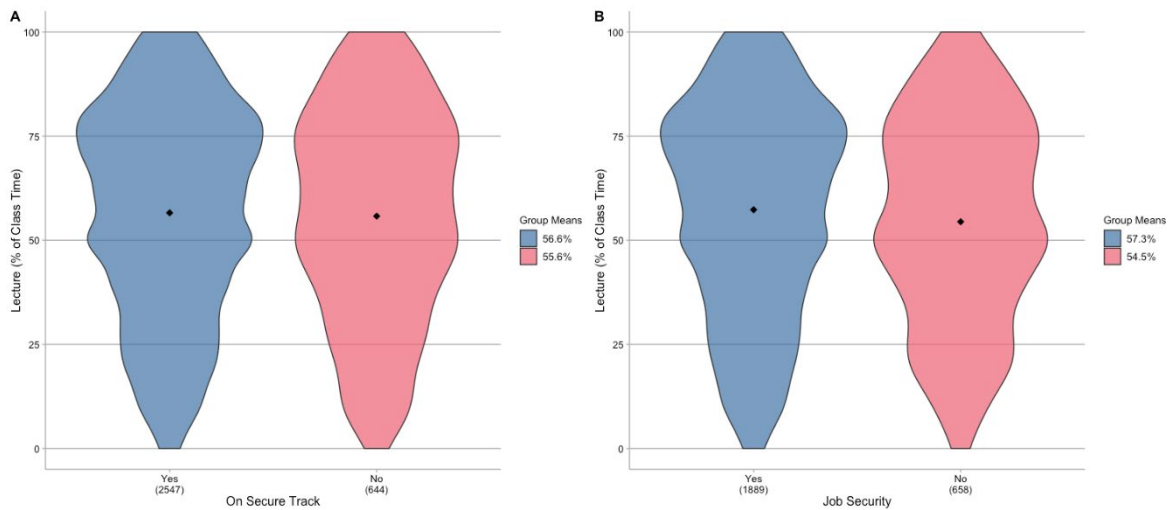 A
100
75
50
25
0
Lecture (% of Class Time)
Yes
(2547)
No
(644)
On Secure Track
Group Means
56.6%
55.6%
B
100
75
50
25
0
Lecture (% of Class Time)
Yes
(1889)
No
(658)
Job Security
Group Means
57.3%
54.5%